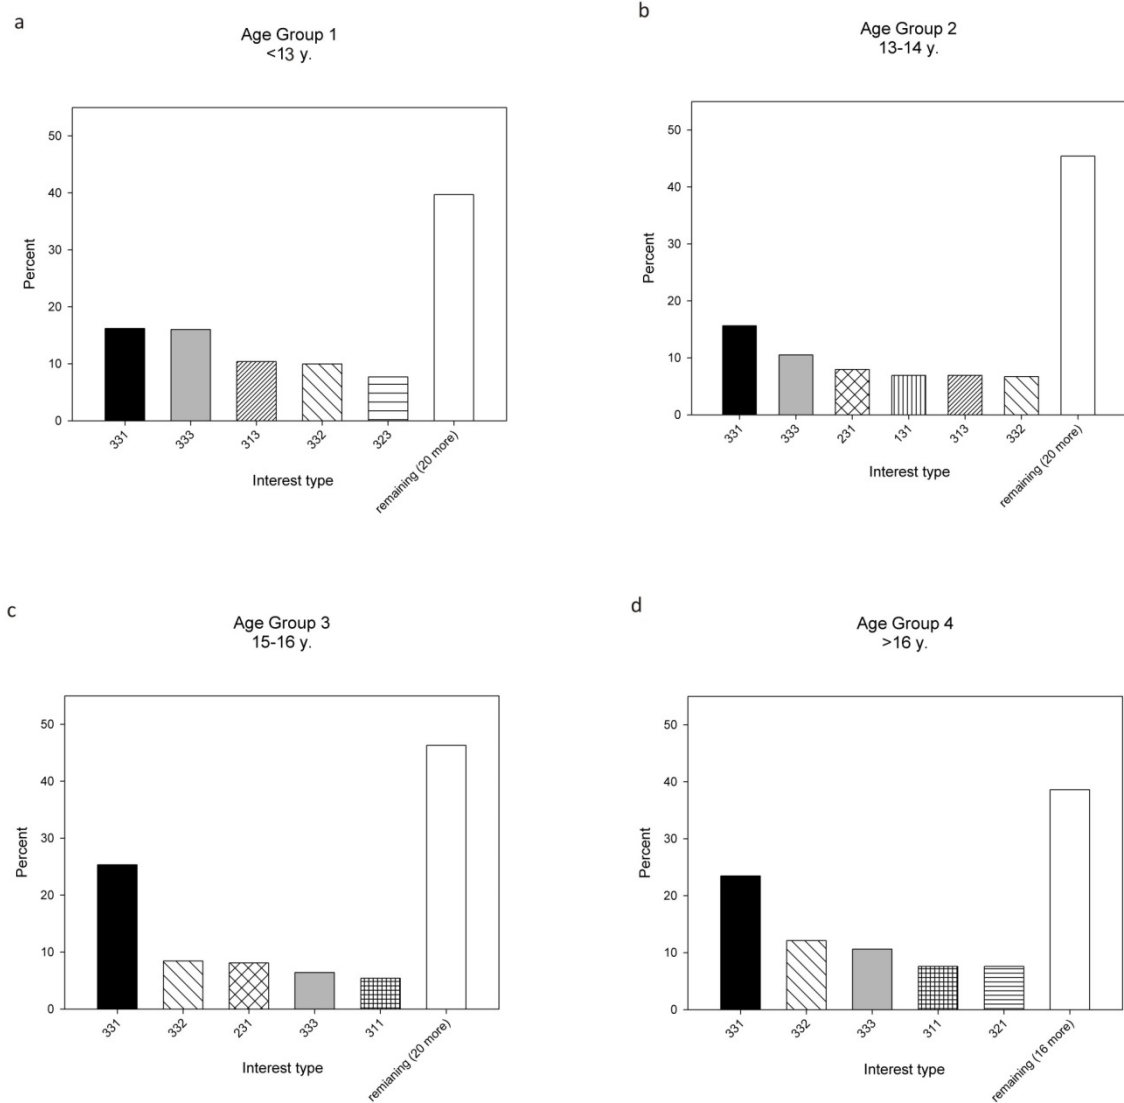 a
Age Group 1
<13 y.
Percent
50
40
30
20
10
0
331
333
313
332
323
remaining (20 more)
Interest type
b
Age Group 2
13-14 y.
Percent
50
40
30
20
10
0
331
333
231
131
313
332
remaining (20 more)
Interest type
c
Age Group 3
15-16 y.
Percent
50
40
30
20
10
0
331
332
231
333
311
remianing (20 more)
Interest type
d
Age Group 4
>16 y.
Percent
50
40
30
20
10
0
331
332
333
311
321
remaining (16 more)
Interest type